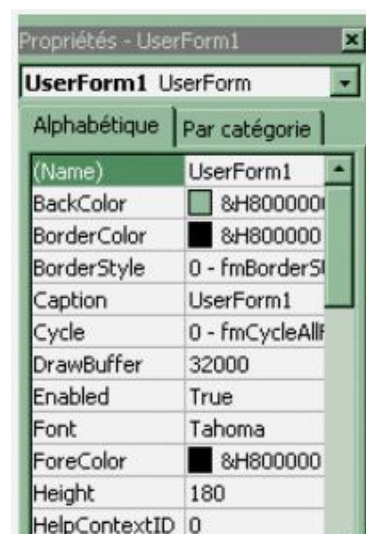 Propriétés - UserForm1
UserForm1 UserForm
Alphabétique Par catégorie
(Name) UserForm1
BackColor &H800000
BorderColor &H800000
BorderStyle 0 - fmBorderS
Caption UserForm1
Cycle 0 - fmCycleAll
DrawBuffer 32000
Enabled True
Font Tahoma
ForeColor &H800000
Height 180
HelpContextID 0